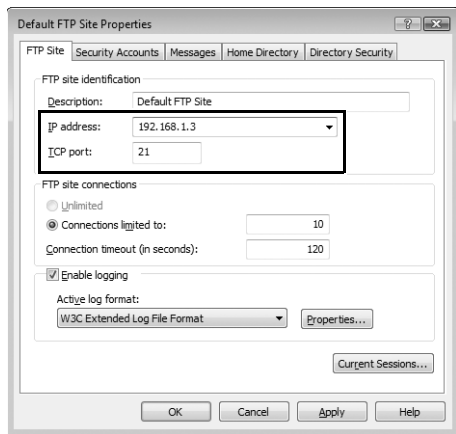 Default FTP Site Properties
FTP Site Security Accounts Messages Home Directory Directory Security
FTP site identification
Description: Default FTP Site
IP address: 192.168.1.3
TCP port: 21
FTP site connections
Unlimited
Connections limited to: 10
Connection timeout (in seconds): 120
Enable logging
Active log format:
W3C Extended Log File Format Properties...
Current Sessions...
OK Cancel Apply Help